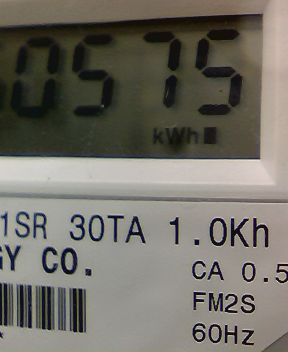 0575
kWh
1SR 30TA 1.0Kh
GY CO.
CA 0.5
FM2S
60Hz